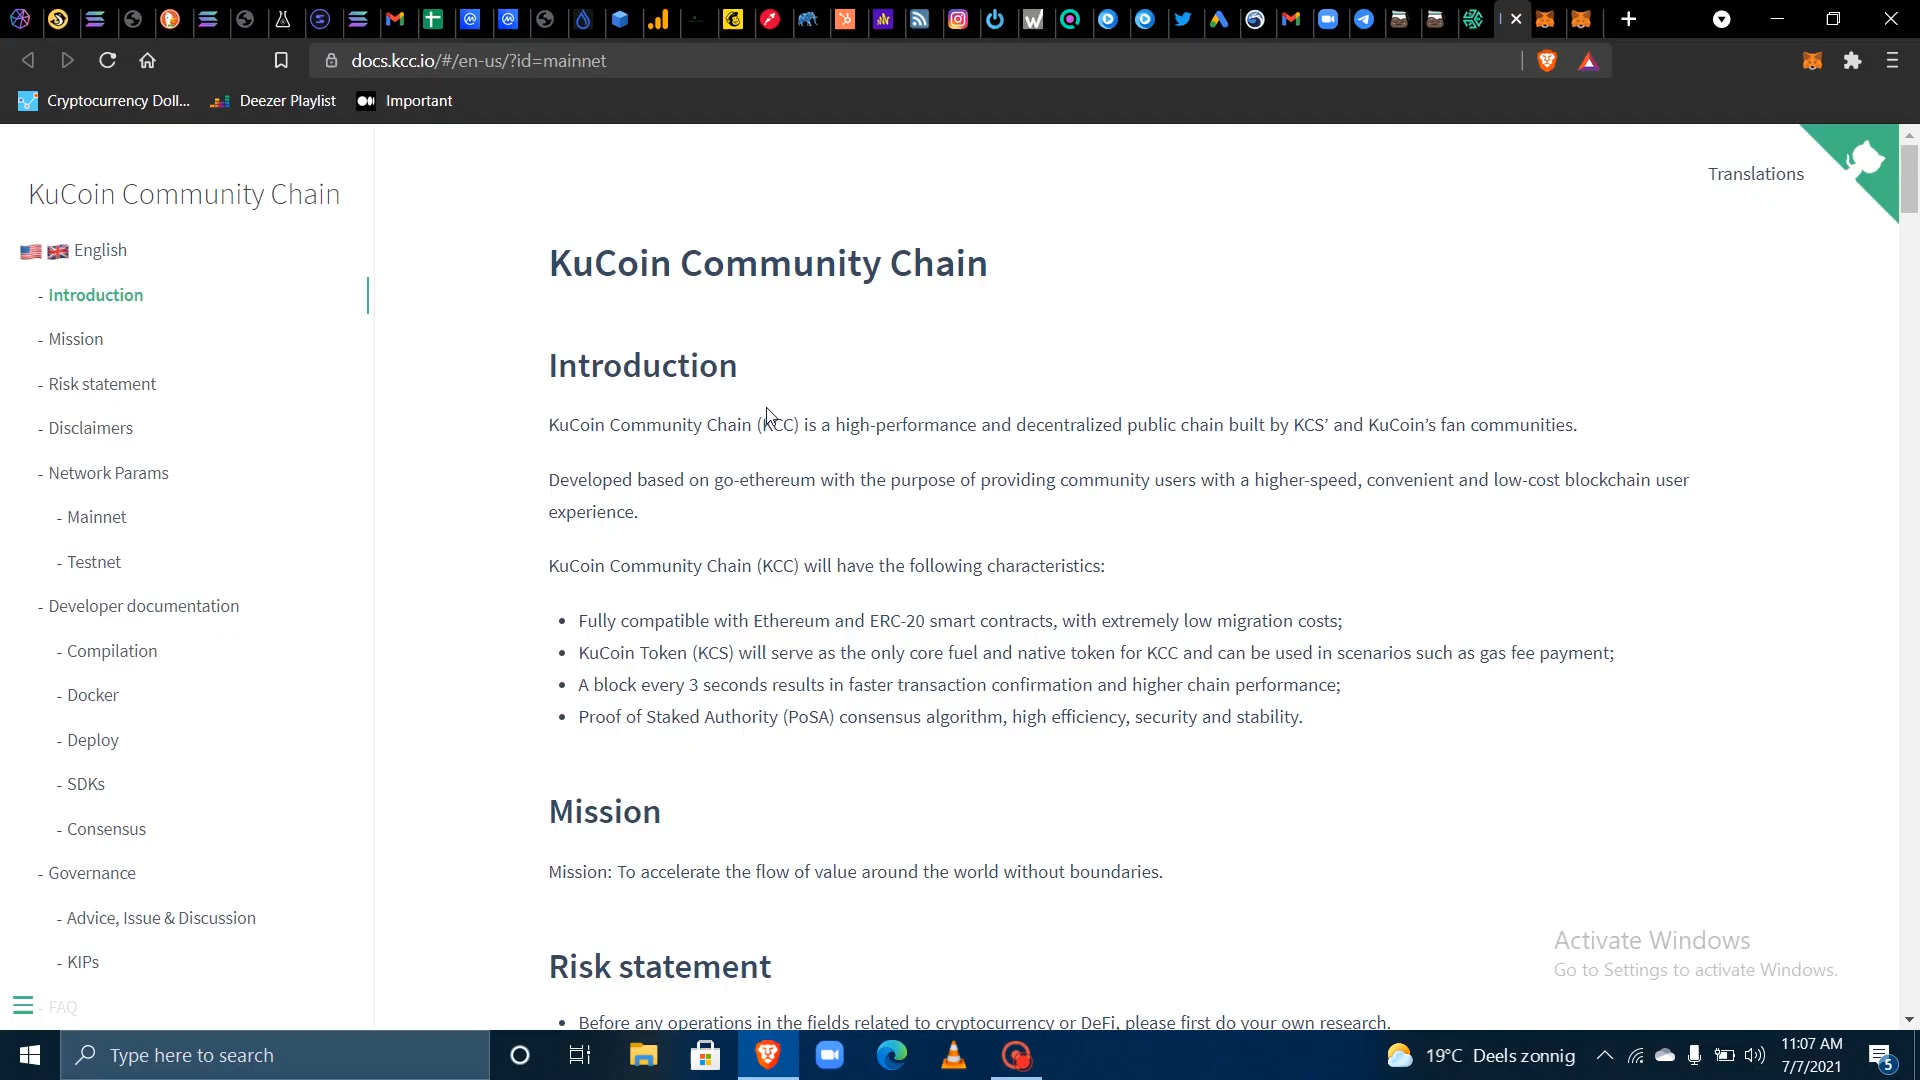 docs.kcc.io/#/en-us/?id=mainnet
Cryptocurrency Doll... Deezer Playlist Important
Translations
KuCoin Community Chain
English
- Introduction
- Mission
- Risk statement
- Disclaimers
- Network Params
- Mainnet
- Testnet
- Developer documentation
- Compilation
- Docker
- Deploy
- SDKs
- Consensus
- Governance
- Advice, Issue & Discussion
- KIPs
- FAQ
KuCoin Community Chain
Introduction
KuCoin Community Chain (KCC) is a high-performance and decentralized public chain built by KCS’ and KuCoin’s fan communities.
Developed based on go-ethereum with the purpose of providing community users with a higher-speed, convenient and low-cost blockchain user
experience.
KuCoin Community Chain (KCC) will have the following characteristics:
• Fully compatible with Ethereum and ERC-20 smart contracts, with extremely low migration costs;
• KuCoin Token (KCS) will serve as the only core fuel and native token for KCC and can be used in scenarios such as gas fee payment;
• A block every 3 seconds results in faster transaction confirmation and higher chain performance;
• Proof of Staked Authority (PoSA) consensus algorithm, high efficiency, security and stability.
Mission
Mission: To accelerate the flow of value around the world without boundaries.
Risk statement
• Before any operations in the fields related to cryptocurrency or DeFi, please first do your own research.
Activate Windows
Go to Settings to activate Windows.
Type here to search
19°C Deels zonnig
11:07 AM
7/7/2021
5